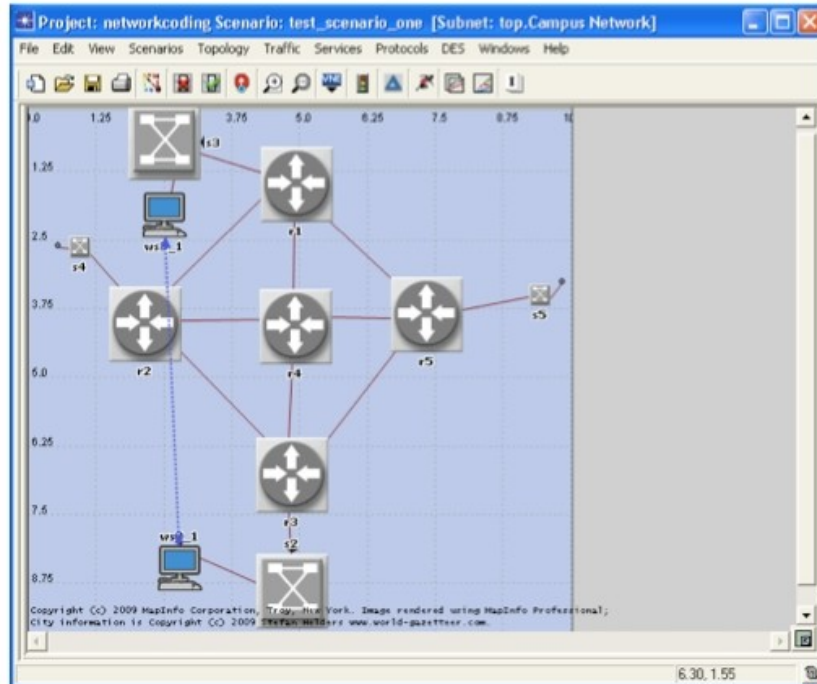 Project: networkcoding Scenario: test_scenario_one [Subnet: top.Campus Network]
File Edit View Scenarios Topology Traffic Services Protocols DES Windows Help
1.25 3.75 5.0 6.25 7.5 8.75
s3
1.25
r1
2.5
s4
3.75
s5
r2
r4
r5
5.0
6.25
7.5
r3
s2
8.75
Copyright (c) 2009 MapInfo Corporation, Troy, New York. Image rendered using MapInfo Professional;
City information is Copyright (c) 2009 Stefan Helders www.world-gazetteer.com.
6.30, 1.55